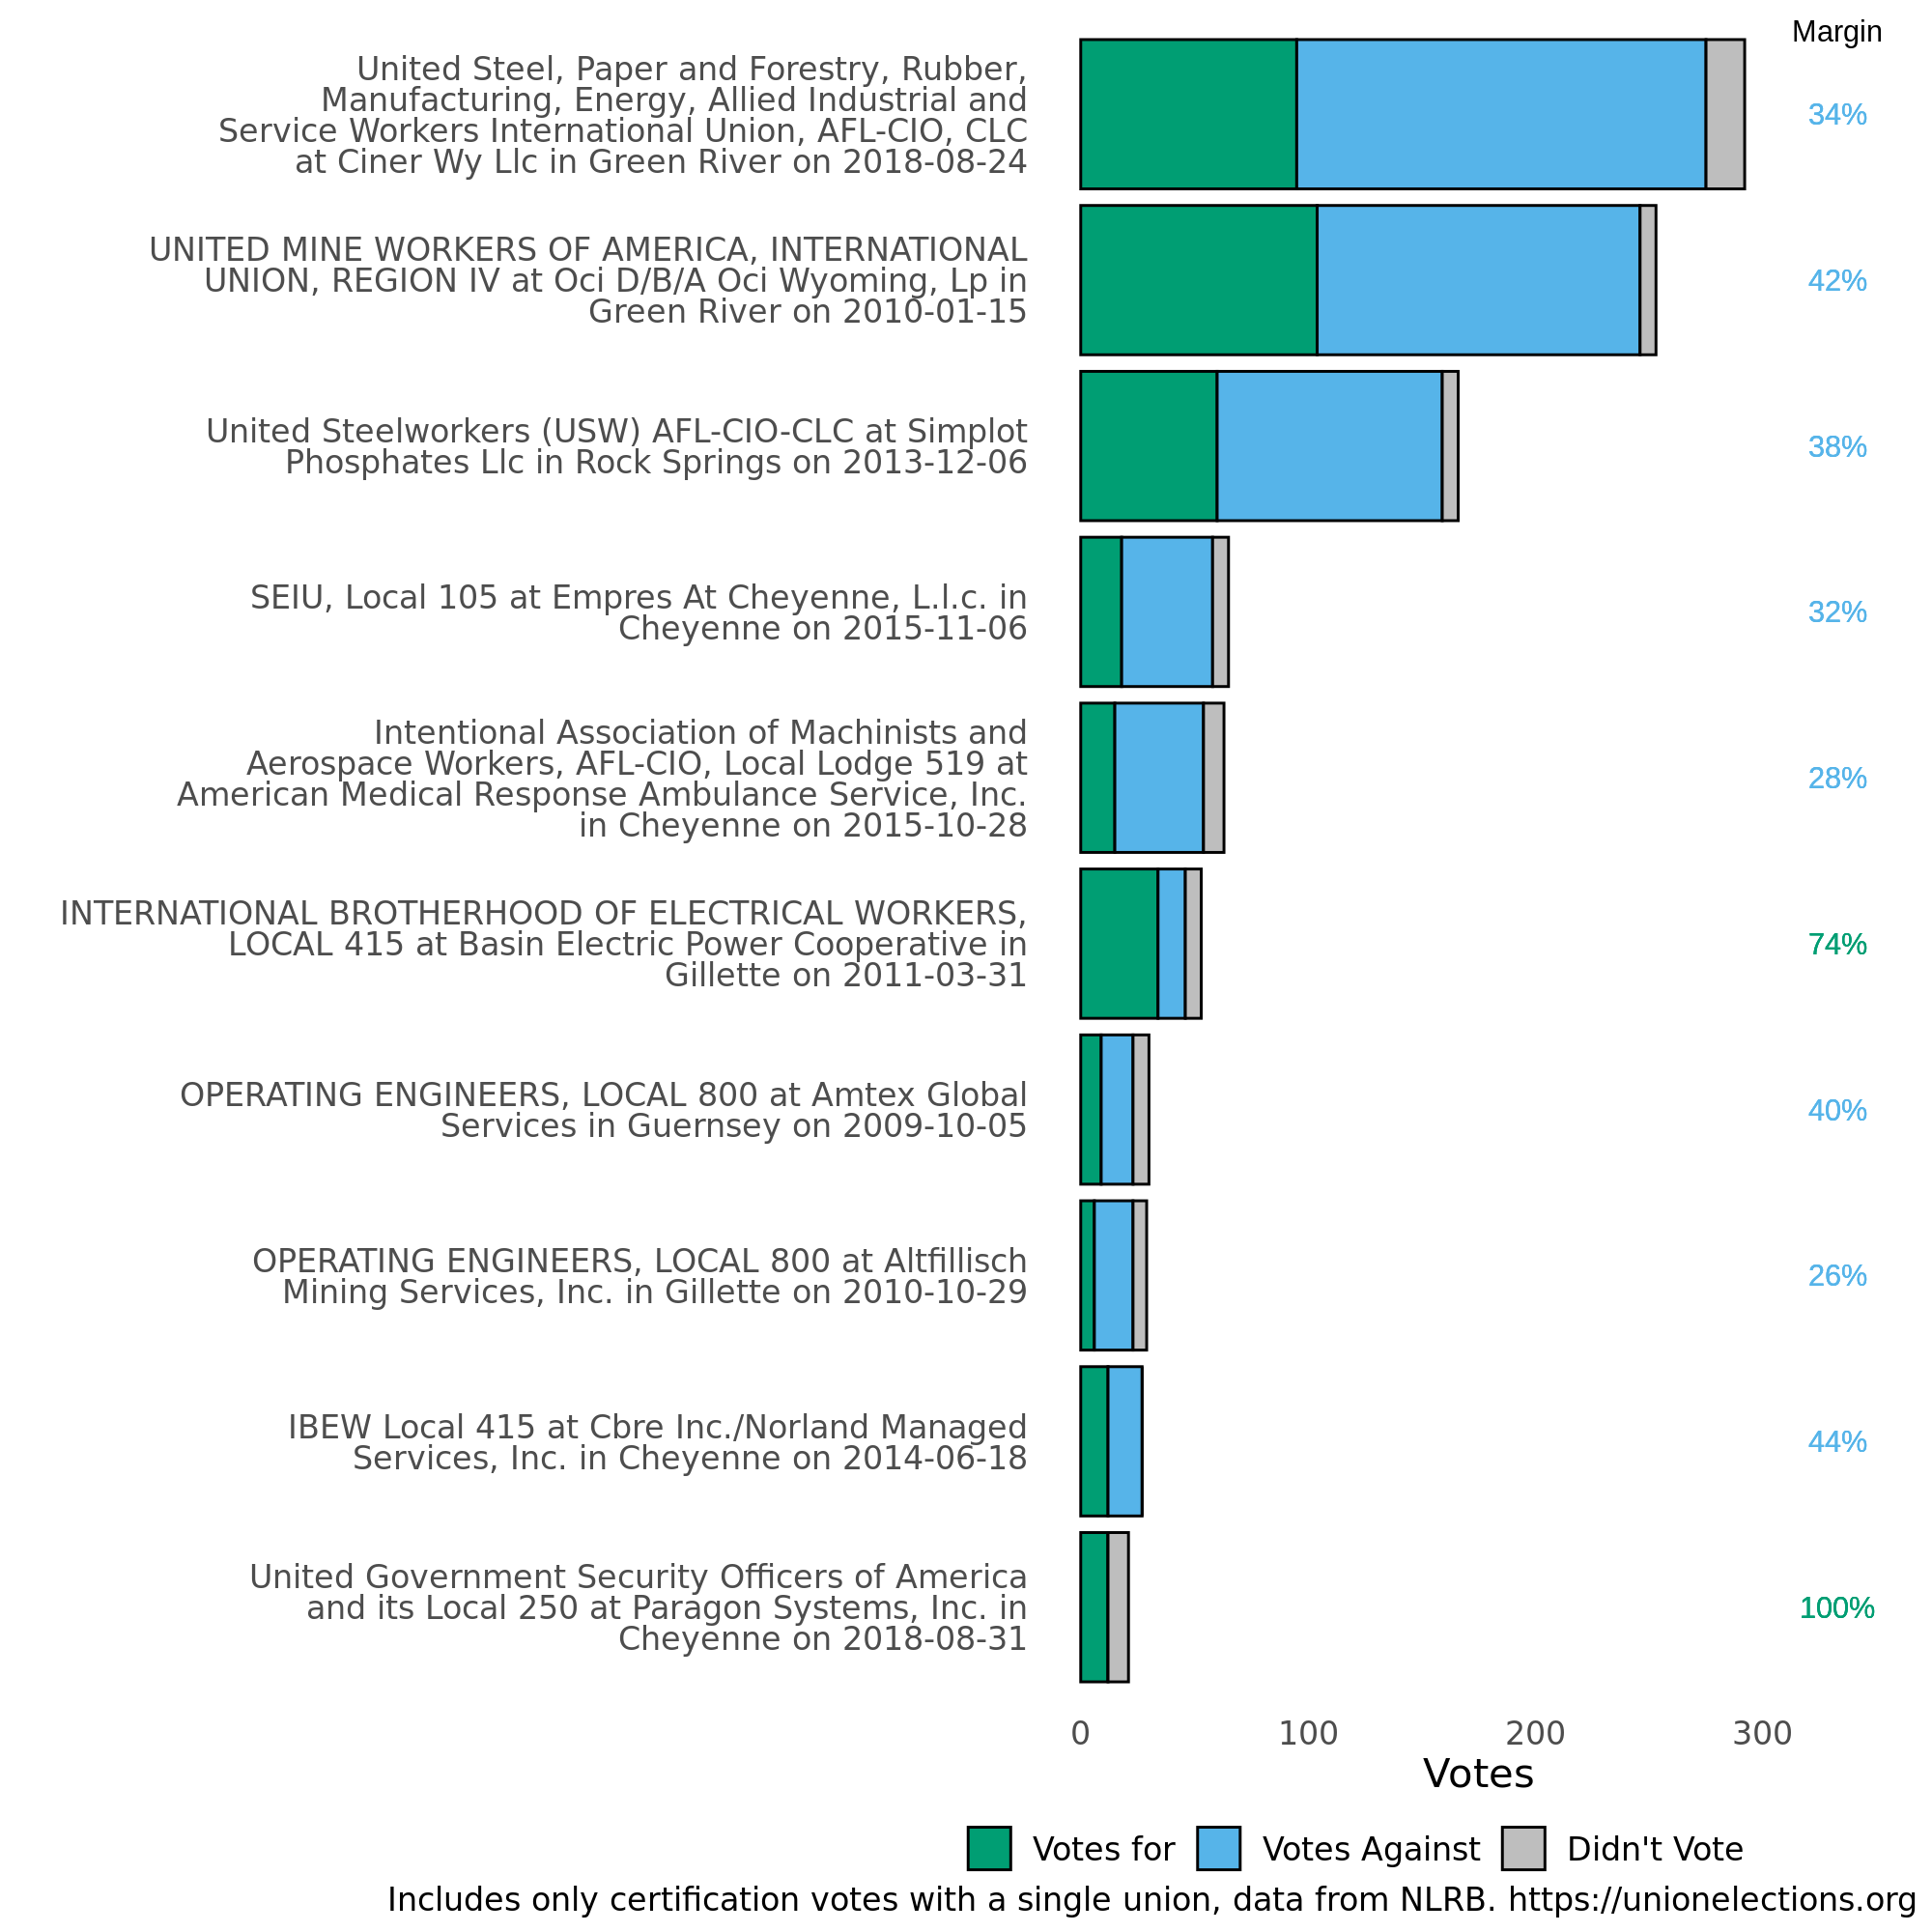 Margin
United Steel, Paper and Forestry, Rubber,
Manufacturing, Energy, Allied Industrial and
Service Workers International Union, AFL-CIO, CLC
at Ciner Wy Llc in Green River on 2018-08-24
34%
UNITED MINE WORKERS OF AMERICA, INTERNATIONAL
UNION, REGION IV at Oci D/B/A Oci Wyoming, Lp in
Green River on 2010-01-15
42%
United Steelworkers (USW) AFL-CIO-CLC at Simplot
Phosphates Llc in Rock Springs on 2013-12-06
38%
SEIU, Local 105 at Empres At Cheyenne, L.l.c. in
Cheyenne on 2015-11-06
32%
Intentional Association of Machinists and
Aerospace Workers, AFL-CIO, Local Lodge 519 at
American Medical Response Ambulance Service, Inc.
in Cheyenne on 2015-10-28
28%
INTERNATIONAL BROTHERHOOD OF ELECTRICAL WORKERS,
LOCAL 415 at Basin Electric Power Cooperative in
Gillette on 2011-03-31
74%
OPERATING ENGINEERS, LOCAL 800 at Amtex Global
Services in Guernsey on 2009-10-05
40%
OPERATING ENGINEERS, LOCAL 800 at Altfillisch
Mining Services, Inc. in Gillette on 2010-10-29
26%
IBEW Local 415 at Cbre Inc./Norland Managed
Services, Inc. in Cheyenne on 2014-06-18
44%
United Government Security Officers of America
and its Local 250 at Paragon Systems, Inc. in
Cheyenne on 2018-08-31
100%
0 100 200 300
Votes
Votes for Votes Against Didn't Vote
Includes only certification votes with a single union, data from NLRB. https://unionelections.org